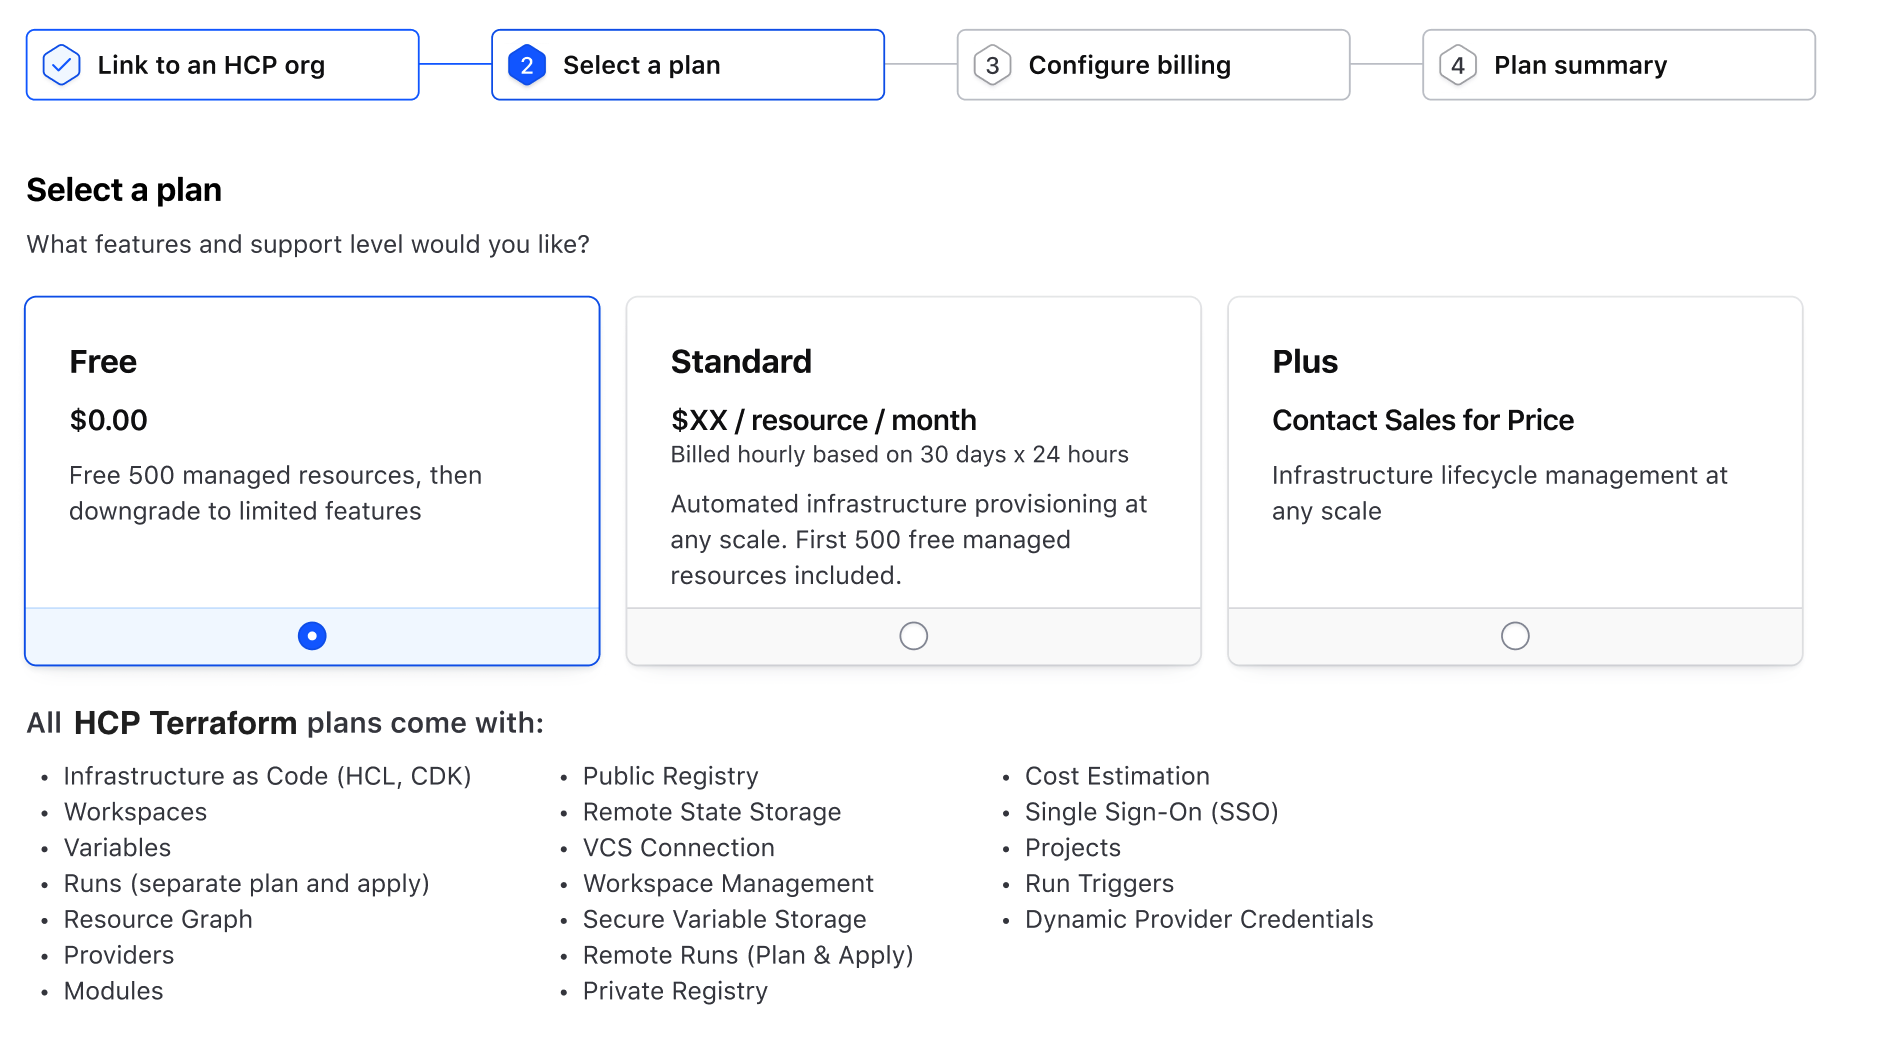 Link to an HCP org
2 Select a plan
3 Configure billing
4 Plan summary
Select a plan
What features and support level would you like?
Free
$0.00
Free 500 managed resources, then
downgrade to limited features
Standard
$XX / resource / month
Billed hourly based on 30 days x 24 hours
Automated infrastructure provisioning at
any scale. First 500 free managed
resources included.
Plus
Contact Sales for Price
Infrastructure lifecycle management at
any scale
All HCP Terraform plans come with:
• Infrastructure as Code (HCL, CDK)
• Workspaces
• Variables
• Runs (separate plan and apply)
• Resource Graph
• Providers
• Modules
• Public Registry
• Remote State Storage
• VCS Connection
• Workspace Management
• Secure Variable Storage
• Remote Runs (Plan & Apply)
• Private Registry
• Cost Estimation
• Single Sign-On (SSO)
• Projects
• Run Triggers
• Dynamic Provider Credentials